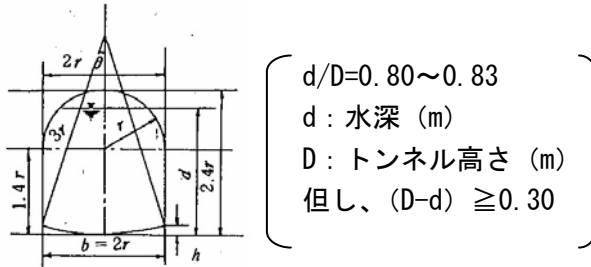 2r
θ
3r
r
1.4r
d
2.4r
b=2r
h
d/D=0.80～0.83
d：水深（m）
D：トンネル高さ（m）
但し、（D-d）≧0.30